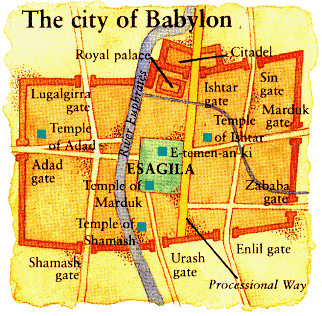 The city of Babylon
Royal palace
Citadel
Lugalgirra
gate
Ishtar
gate
Sin
gate
Marduk
gate
Temple
of Adad
River Euphrates
Temple
of Ishtar
E-temen-an-ki
Adad
gate
ESAGILA
Temple of
Marduk
Zababa
gate
Temple of
Shamash
Shamash
gate
Urash
gate
Enlil gate
Processional Way